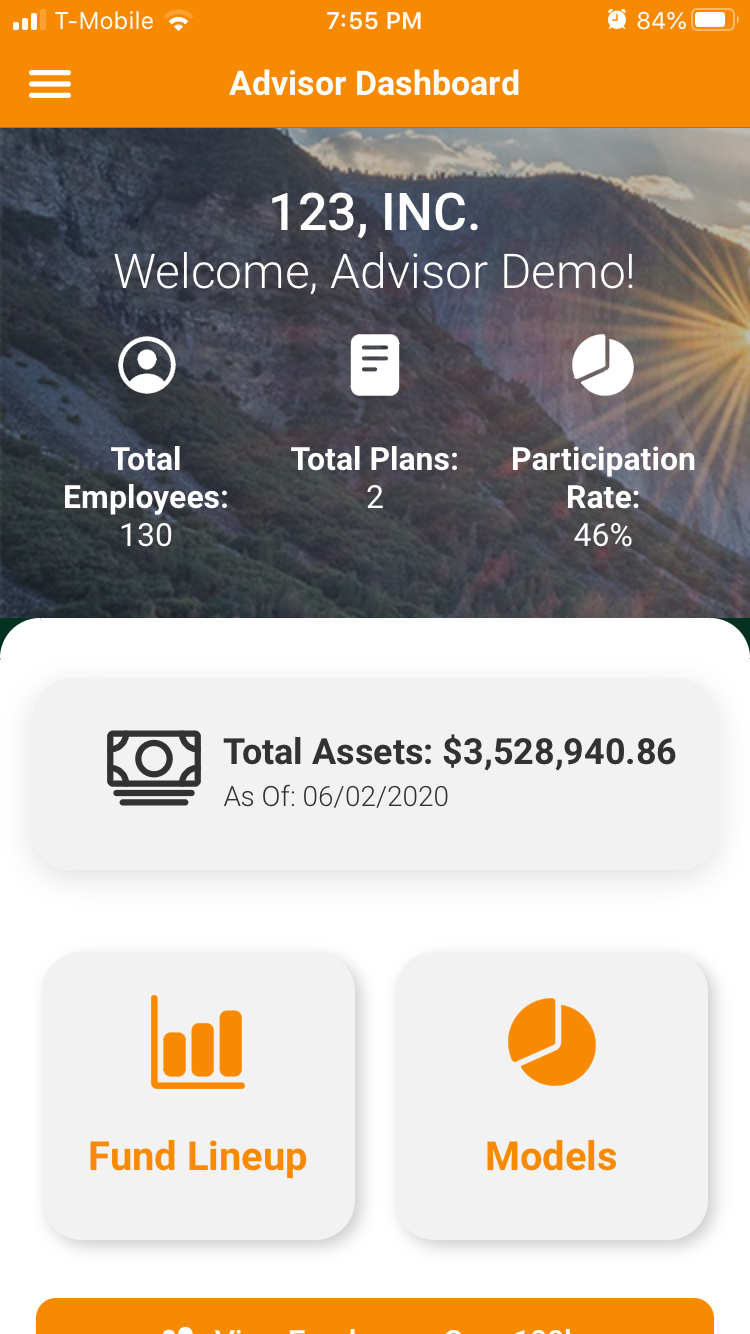 T-Mobile 7:55 PM 84%
Advisor Dashboard
123, INC.
Welcome, Advisor Demo!
Total Employees:
130
Total Plans:
2
Participation Rate:
46%
Total Assets: $3,528,940.86
As Of: 06/02/2020
Fund Lineup
Models